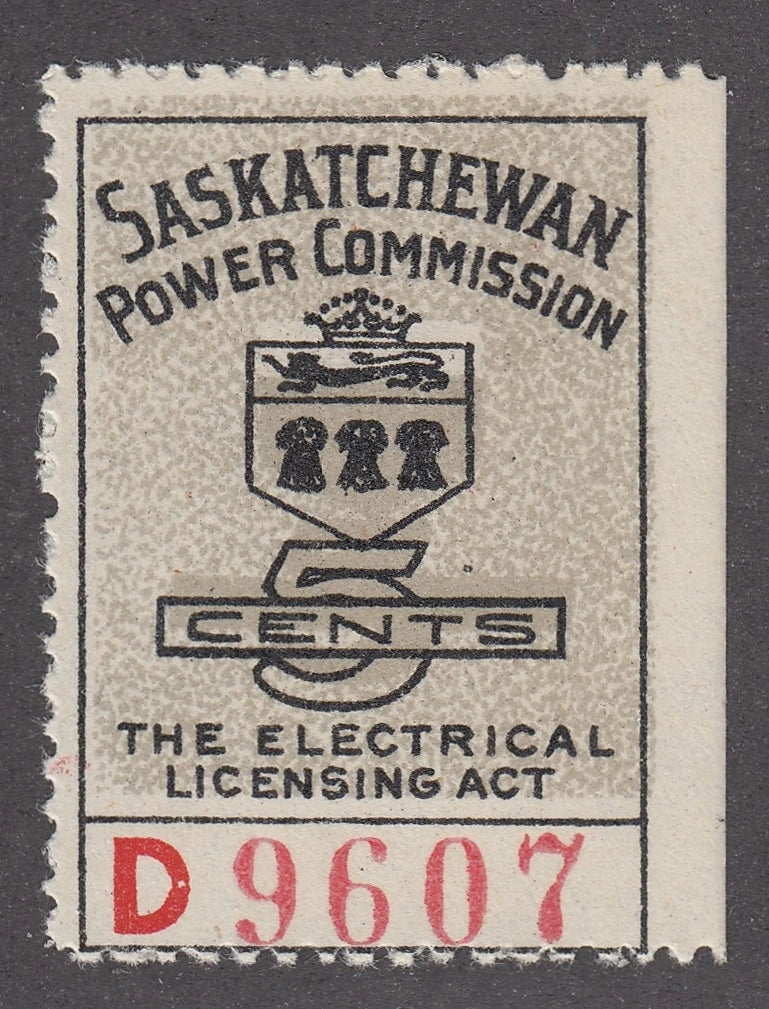 SASKATCHEWAN
POWER COMMISSION
5
CENTS
THE ELECTRICAL
LICENSING ACT
D 9607